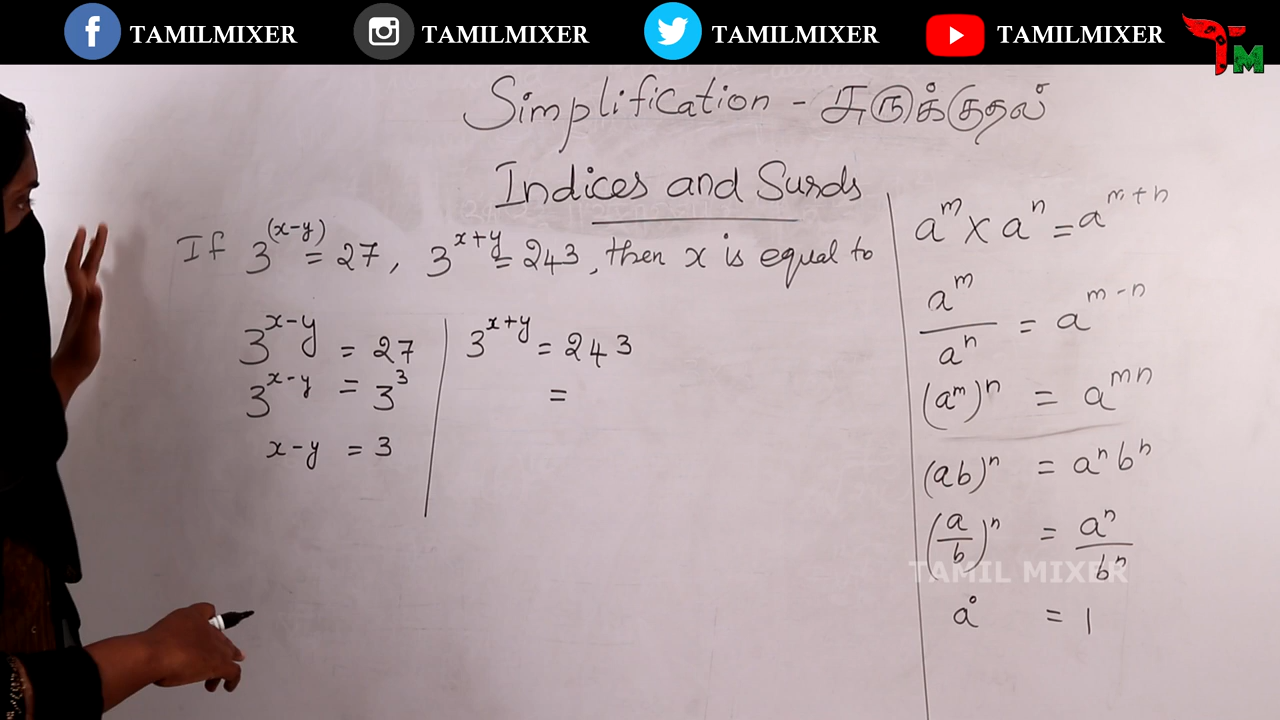 TAMILMIXER TAMILMIXER TAMILMIXER TAMILMIXER TM
Simplification - சுருக்குதல்
Indices and Surds
If 3^(x-y) = 27, 3^x+y = 243, then x is equal to
3^x-y = 27
3^x-y = 3^3
x-y = 3
3^x+y = 243
=
a^m × a^n = a^m+n
a^m/a^n = a^m-n
(a^m)^n = a^mn
(ab)^n = a^n b^n
(a/b)^n = a^n/b^n
TAMIL MIXER
a° = 1